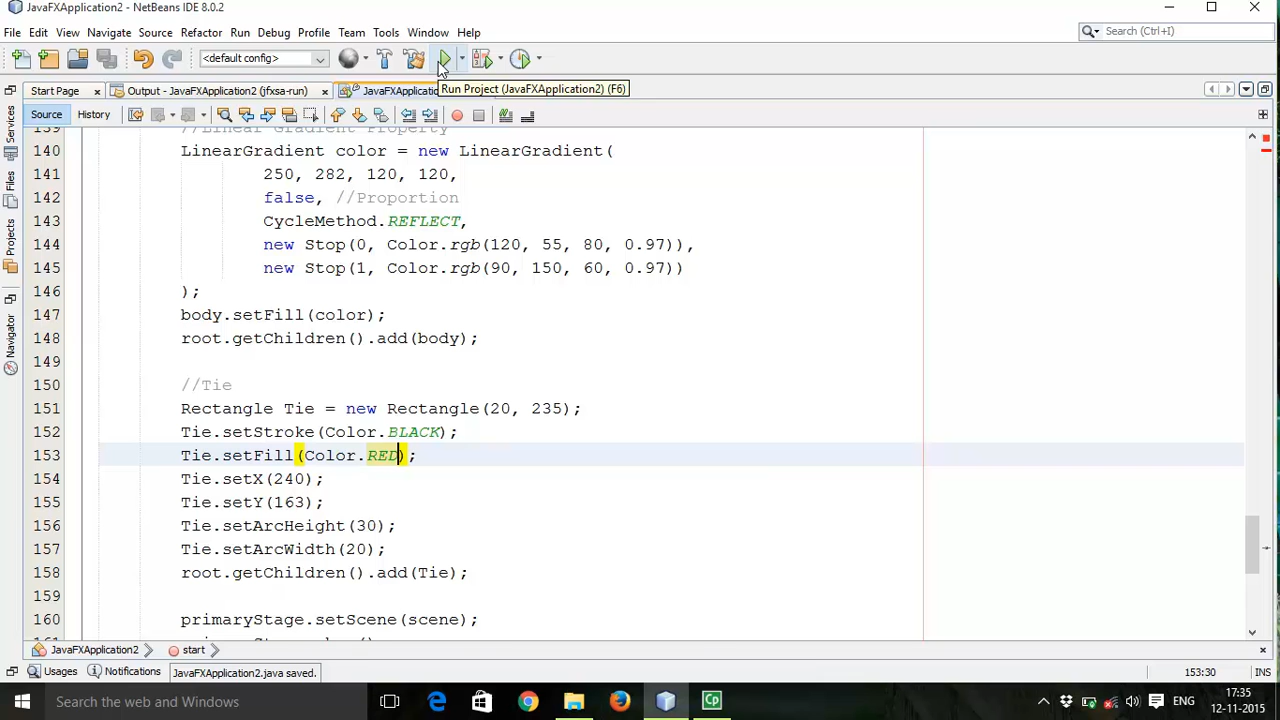 JavaFXApplication2 - NetBeans IDE 8.0.2
File Edit View Navigate Source Refactor Run Debug Profile Team Tools Window Help
Search (Ctrl+I)
<default config>
Start Page
Output - JavaFXApplication2 (jfxsa-run)
JavaFXApplicatio
Run Project (JavaFXApplication2) (F6)
Source History
Services
Files
Projects
Navigator
139 //Linear Gradient Property
140 LinearGradient color = new LinearGradient(
141 250, 282, 120, 120,
142 false, //Proportion
143 CycleMethod.REFLECT,
144 new Stop(0, Color.rgb(120, 55, 80, 0.97)),
145 new Stop(1, Color.rgb(90, 150, 60, 0.97))
146 );
147 body.setFill(color);
148 root.getChildren().add(body);
149
150 //Tie
151 Rectangle Tie = new Rectangle(20, 235);
152 Tie.setStroke(Color.BLACK);
153 Tie.setFill(Color.RED);
154 Tie.setX(240);
155 Tie.setY(163);
156 Tie.setArcHeight(30);
157 Tie.setArcWidth(20);
158 root.getChildren().add(Tie);
159
160 primaryStage.setScene(scene);
JavaFXApplication2 start
Usages Notifications JavaFXApplication2.java saved. 153:30 INS
Search the web and Windows
Cp
ENG
17:35
12-11-2015